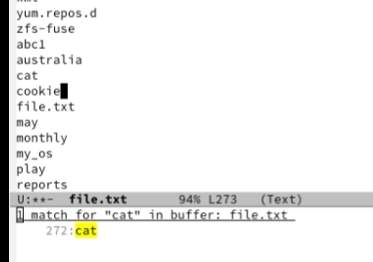 yum.repos.d
zfs-fuse
abc1
australia
cat
cookie
file.txt
may
monthly
my_os
play
reports
U:**-  file.txt      94% L273   (Text)
1 match for "cat" in buffer: file.txt
272:cat